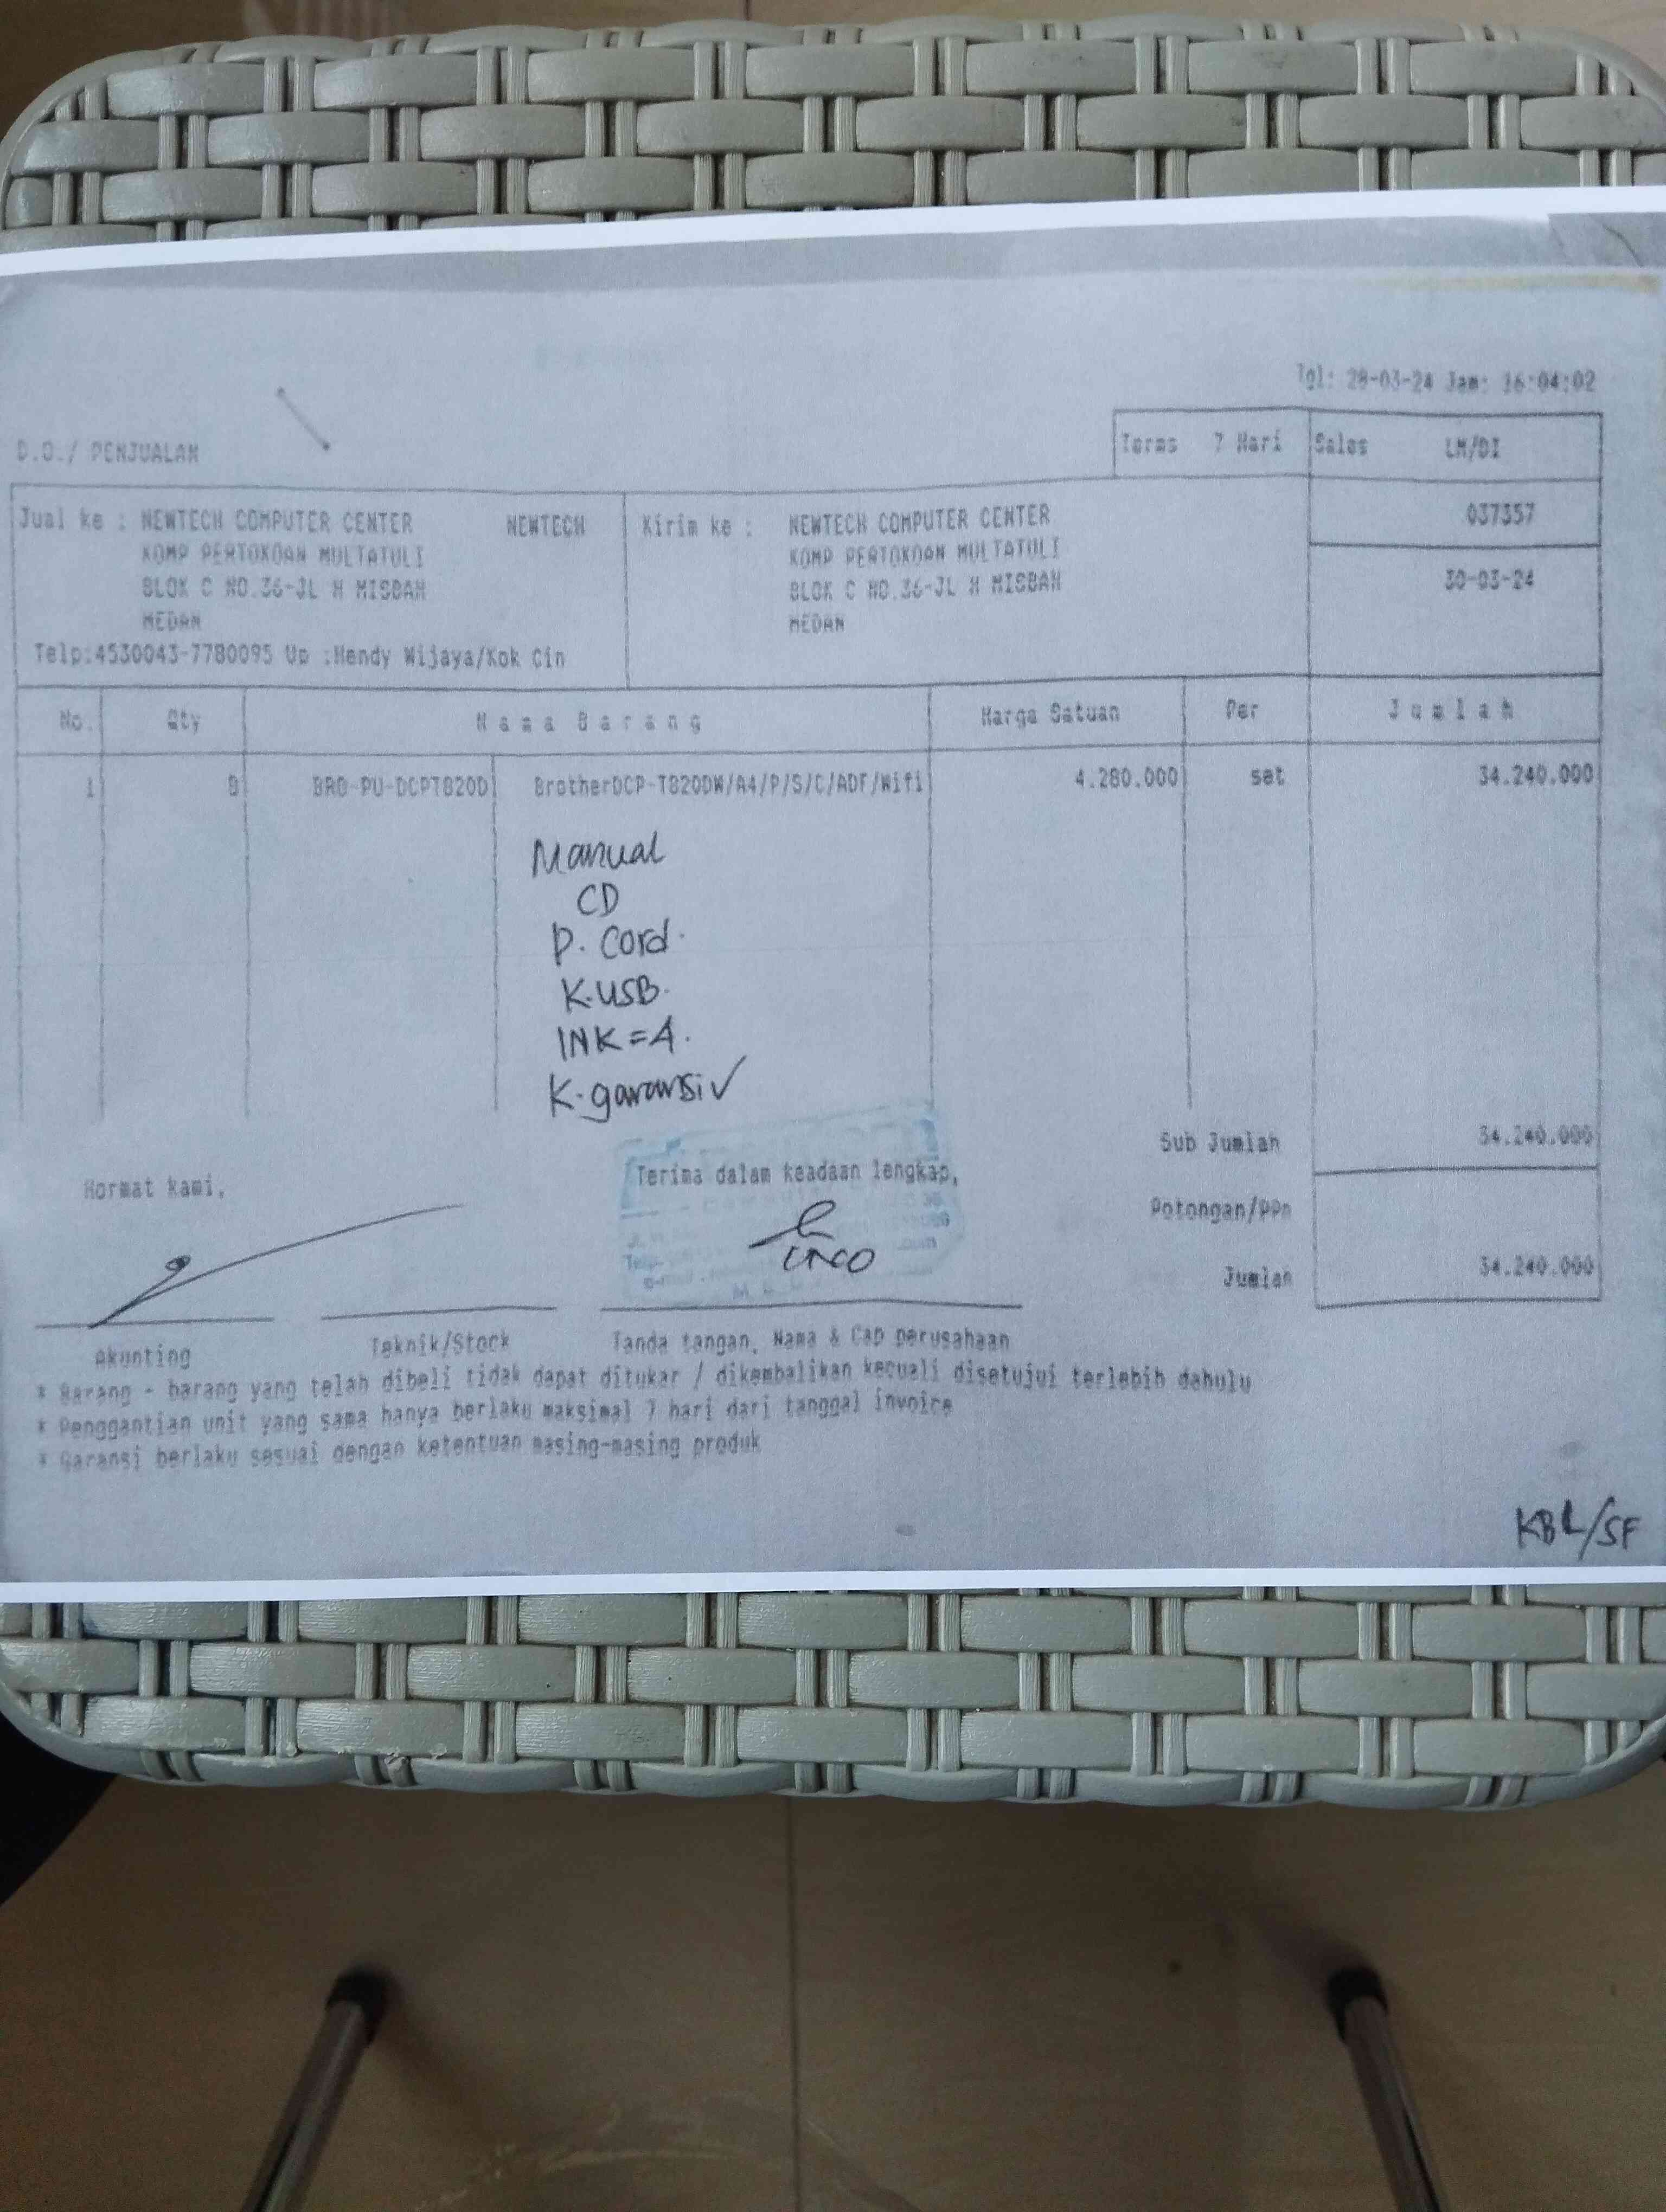 Tgl: 28-03-24 Jam: 16:04:02
D.O./ PENJUALAN
Terms 7 Hari Sales LM/DI
Jual ke : NEWTECH COMPUTER CENTER NEWTECH Kirim ke : NEWTECH COMPUTER CENTER 037357
KOMP PERTOKOAN MULTATULI KOMP PERTOKOAN MULTATULI
BLOK C NO.36-JL H MISBAH BLOK C NO.36-JL H MISBAH 30-03-24
MEDAN MEDAN
Telp:4530043-7780095 Up :Hendy Wijaya/Kok Cin
No. Qty Nama Barang Harga Satuan Per Jumlah
1 8 BRO-PU-DCPT820D BrotherDCP-T820DW/A4/P/S/C/ADF/Wifi 4.280.000 set 34.240.000
Manual
CD
P. Cord.
K.USB.
INK=4.
K.garansi✓
Sub Jumlah 34.240.000
Hormat kami, Terima dalam keadaan lengkap,
Potongan/PPn
Jumlah 34.240.000
Akunting Teknik/Stock Tanda tangan, Nama & Cap perusahaan
* Barang - barang yang telah dibeli tidak dapat ditukar / dikembalikan kecuali disetujui terlebih dahulu
* Penggantian unit yang sama hanya berlaku maksimal 7 hari dari tanggal invoice
* Garansi berlaku sesuai dengan ketentuan masing-masing produk
KBL/SF